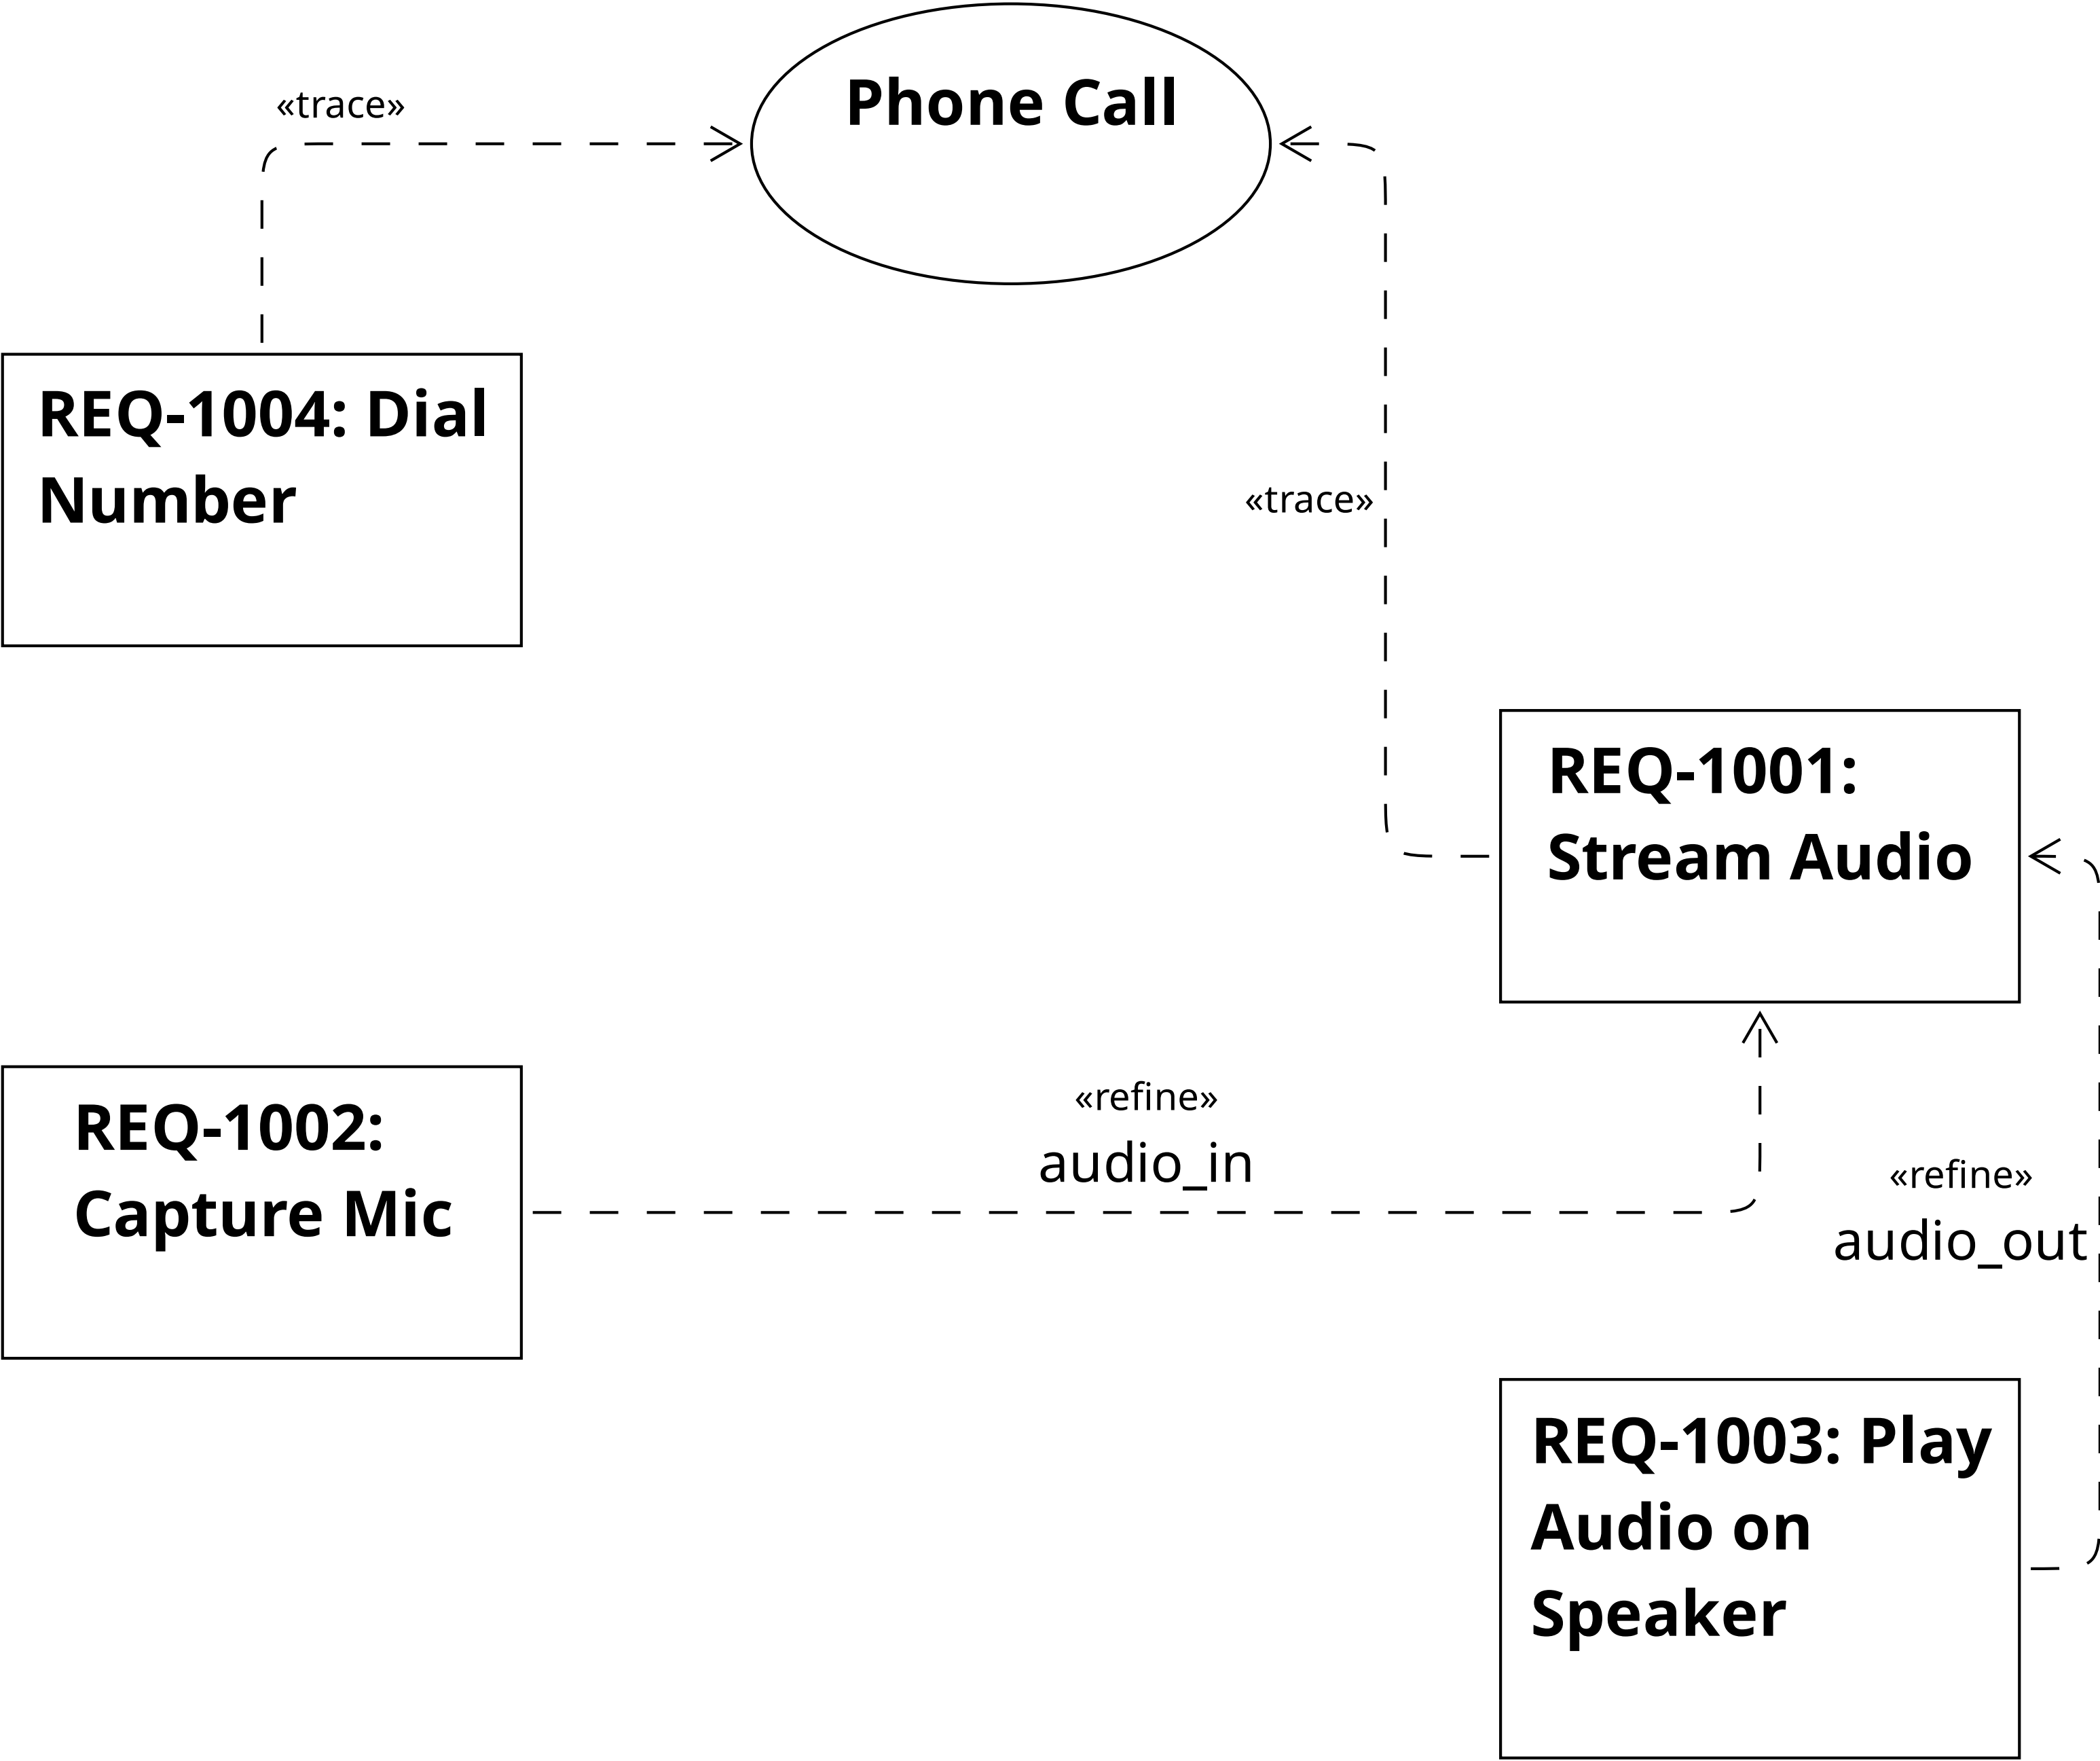 Phone Call
«trace»
REQ-1004: Dial
Number
«trace»
REQ-1001:
Stream Audio
REQ-1002:
Capture Mic
«refine»
audio_in
«refine»
audio_out
REQ-1003: Play
Audio on
Speaker